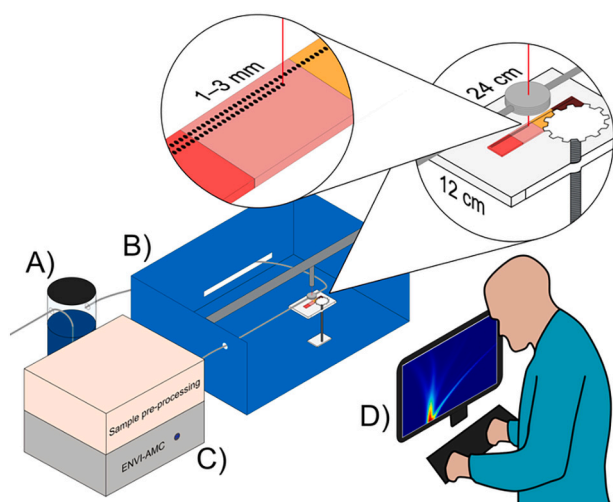 1–3 mm
24 cm
12 cm
B)
A)
Sample pre-processing
ENVI-AMC
C)
D)